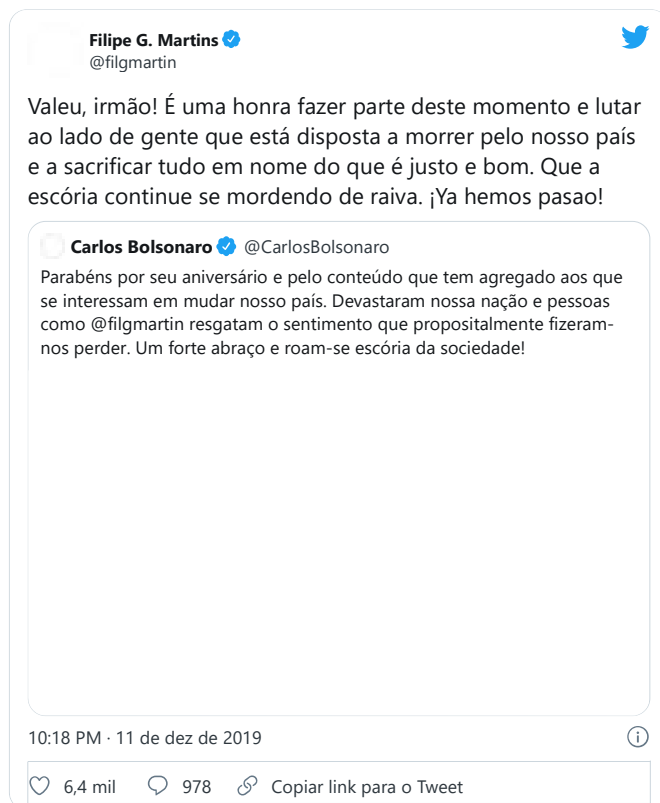 Filipe G. Martins
@filgmartin
Valeu, irmão! É uma honra fazer parte deste momento e lutar
ao lado de gente que está disposta a morrer pelo nosso país
e a sacrificar tudo em nome do que é justo e bom. Que a
escória continue se mordendo de raiva. ¡Ya hemos pasao!
Carlos Bolsonaro @CarlosBolsonaro
Parabéns por seu aniversário e pelo conteúdo que tem agregado aos que
se interessam em mudar nosso país. Devastaram nossa nação e pessoas
como @filgmartin resgatam o sentimento que propositalmente fizeram-
nos perder. Um forte abraço e roam-se escória da sociedade!
10:18 PM · 11 de dez de 2019
6,4 mil 978 Copiar link para o Tweet